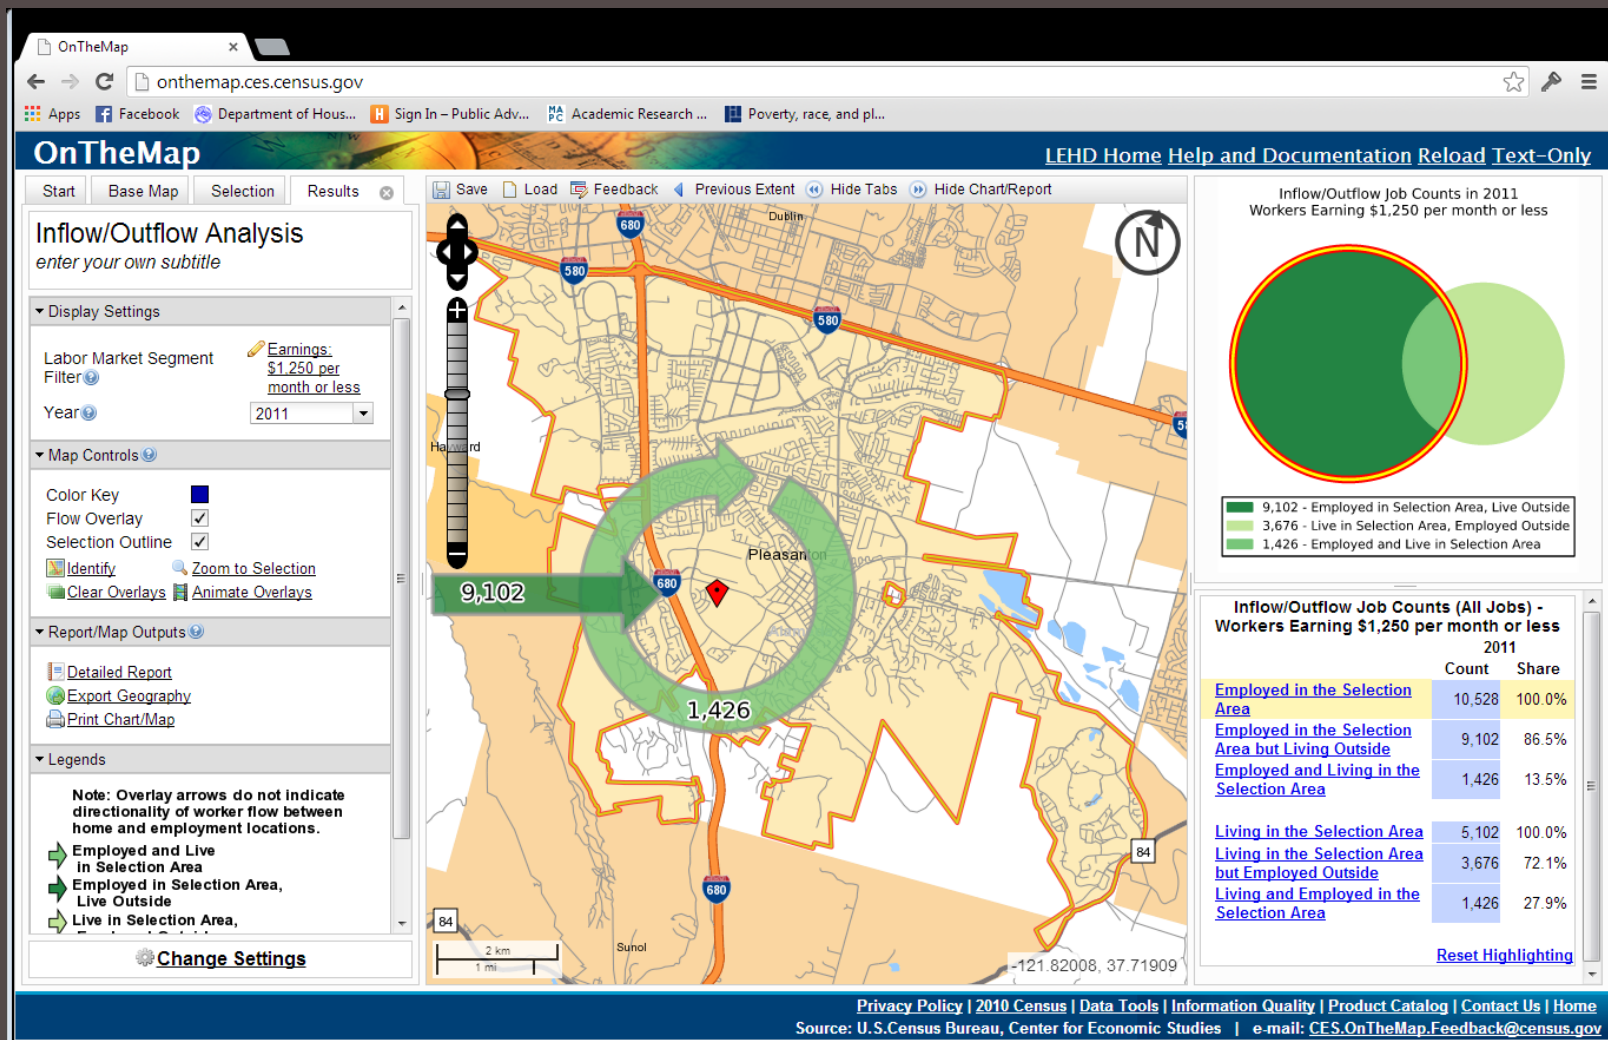 OnTheMap
onthemap.ces.census.gov
Apps Facebook Department of Hous... Sign In – Public Adv... MAPC Academic Research ... Poverty, race, and pl...
OnTheMap
LEHD Home Help and Documentation Reload Text-Only
Start Base Map Selection Results
Save Load Feedback Previous Extent Hide Tabs Hide Chart/Report
Inflow/Outflow Analysis
enter your own subtitle
Display Settings
Labor Market Segment
Filter
Earnings:
$1,250 per
month or less
Year
2011
Map Controls
Color Key
Flow Overlay
Selection Outline
Identify Zoom to Selection
Clear Overlays Animate Overlays
Report/Map Outputs
Detailed Report
Export Geography
Print Chart/Map
Legends
Note: Overlay arrows do not indicate
directionality of worker flow between
home and employment locations.
Employed and Live
in Selection Area
Employed in Selection Area,
Live Outside
Live in Selection Area,
Change Settings
Dublin
N
680
580
580
Hayward
Pleasanton
680
9,102
1,426
84
680
84
Sunol
2 km
1 mi
-121.82008, 37.71909
Inflow/Outflow Job Counts in 2011
Workers Earning $1,250 per month or less
9,102 - Employed in Selection Area, Live Outside
3,676 - Live in Selection Area, Employed Outside
1,426 - Employed and Live in Selection Area
Inflow/Outflow Job Counts (All Jobs) -
Workers Earning $1,250 per month or less
2011
Count Share
Employed in the Selection
Area 10,528 100.0%
Employed in the Selection
Area but Living Outside 9,102 86.5%
Employed and Living in the
Selection Area 1,426 13.5%
Living in the Selection Area 5,102 100.0%
Living in the Selection Area
but Employed Outside 3,676 72.1%
Living and Employed in the
Selection Area 1,426 27.9%
Reset Highlighting
Privacy Policy | 2010 Census | Data Tools | Information Quality | Product Catalog | Contact Us | Home
Source: U.S.Census Bureau, Center for Economic Studies | e-mail: CES.OnTheMap.Feedback@census.gov